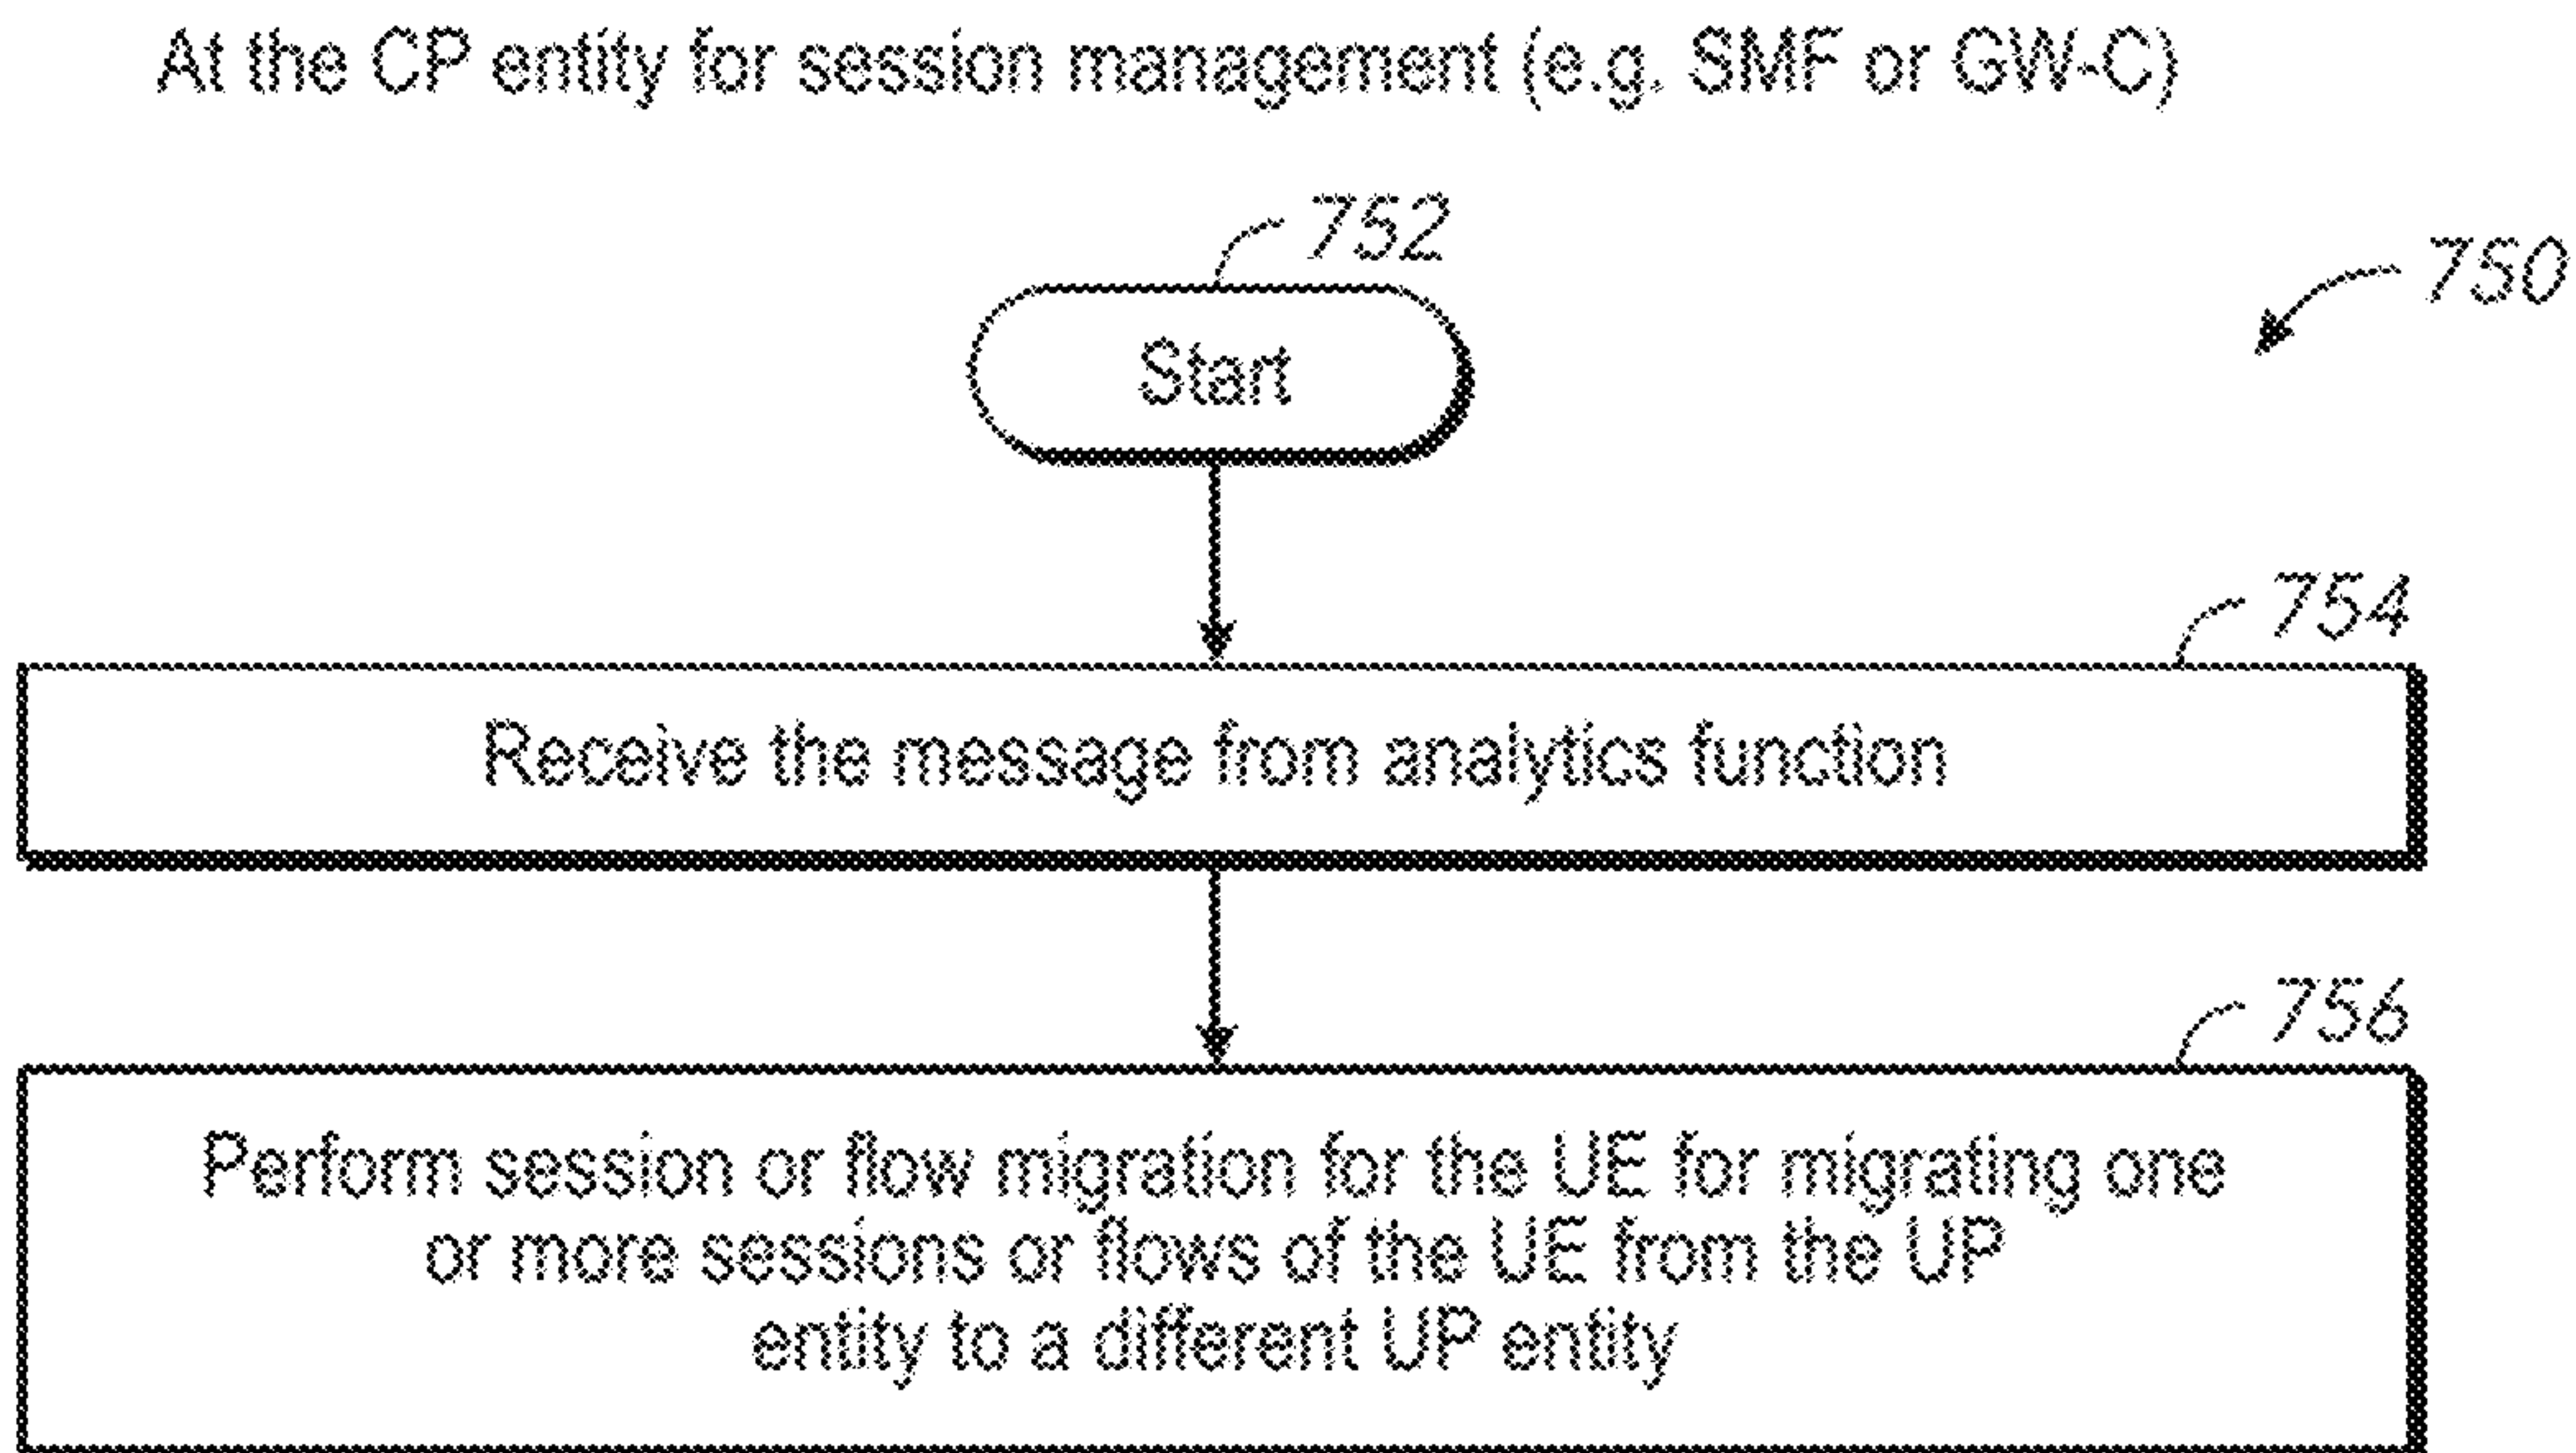 At the CP entity for session management (e.g. SMF or GW-C)
752
750
Start
754
Receive the message from analytics function
756
Perform session or flow migration for the UE for migrating one
or more sessions or flows of the UE from the UP
entity to a different UP entity